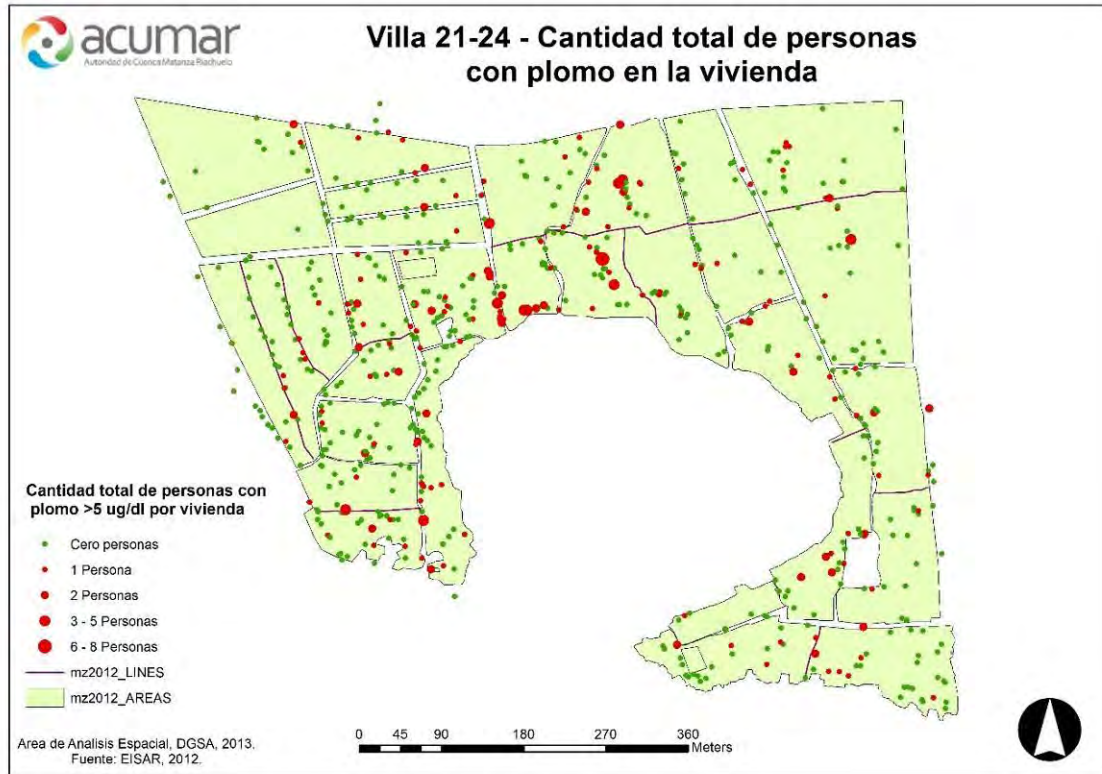 acumar
Autoridad de Cuenca Matanza Riachuelo
Villa 21-24 - Cantidad total de personas
con plomo en la vivienda
Cantidad total de personas con
plomo >5 ug/dl por vivienda
Cero personas
1 Persona
2 Personas
3 - 5 Personas
6 - 8 Personas
mz2012_LINES
mz2012_AREAS
Area de Analisis Espacial, DGSA, 2013.
Fuente: EISAR, 2012.
0 45 90 180 270 360
Meters